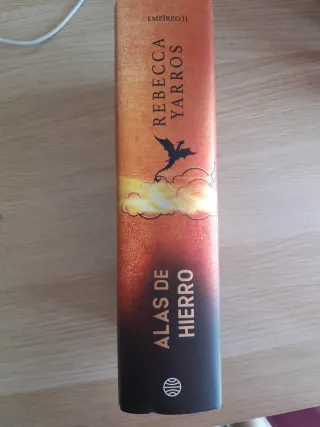 EMPÍREO II
REBECCA
YARROS
ALAS DE
HIERRO